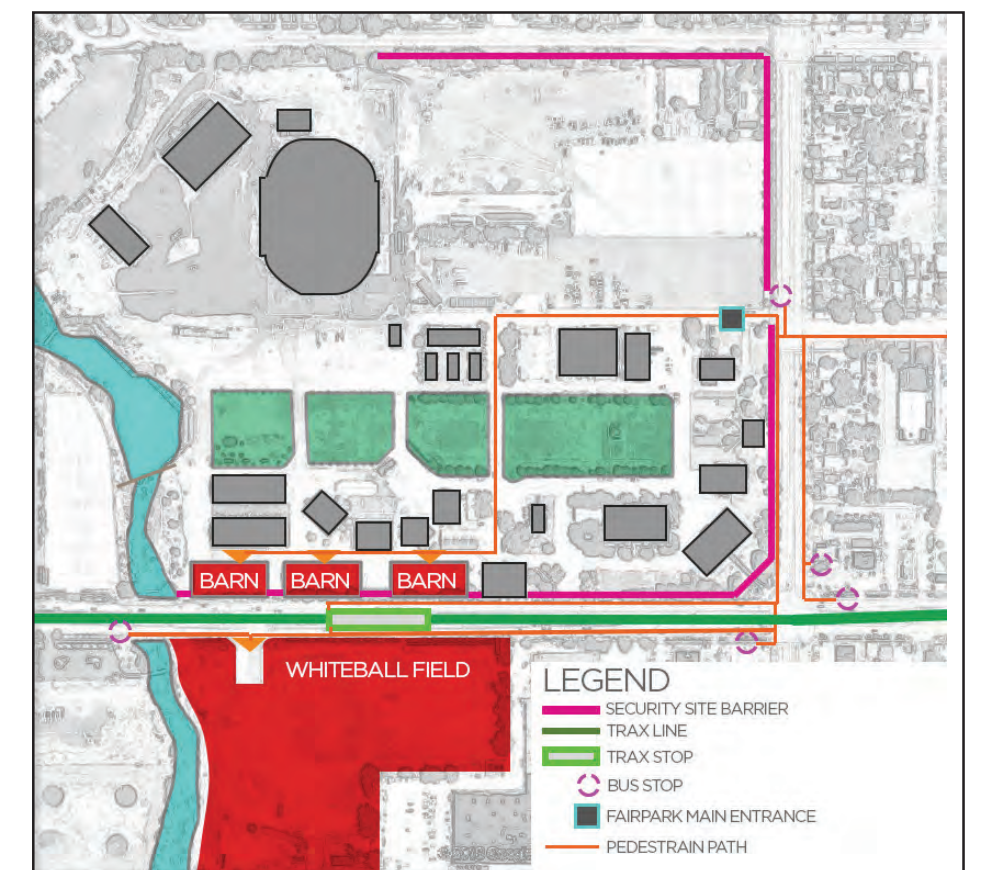 BARN BARN BARN
WHITEBALL FIELD
LEGEND
SECURITY SITE BARRIER
TRAX LINE
TRAX STOP
BUS STOP
FAIRPARK MAIN ENTRANCE
PEDESTRAIN PATH